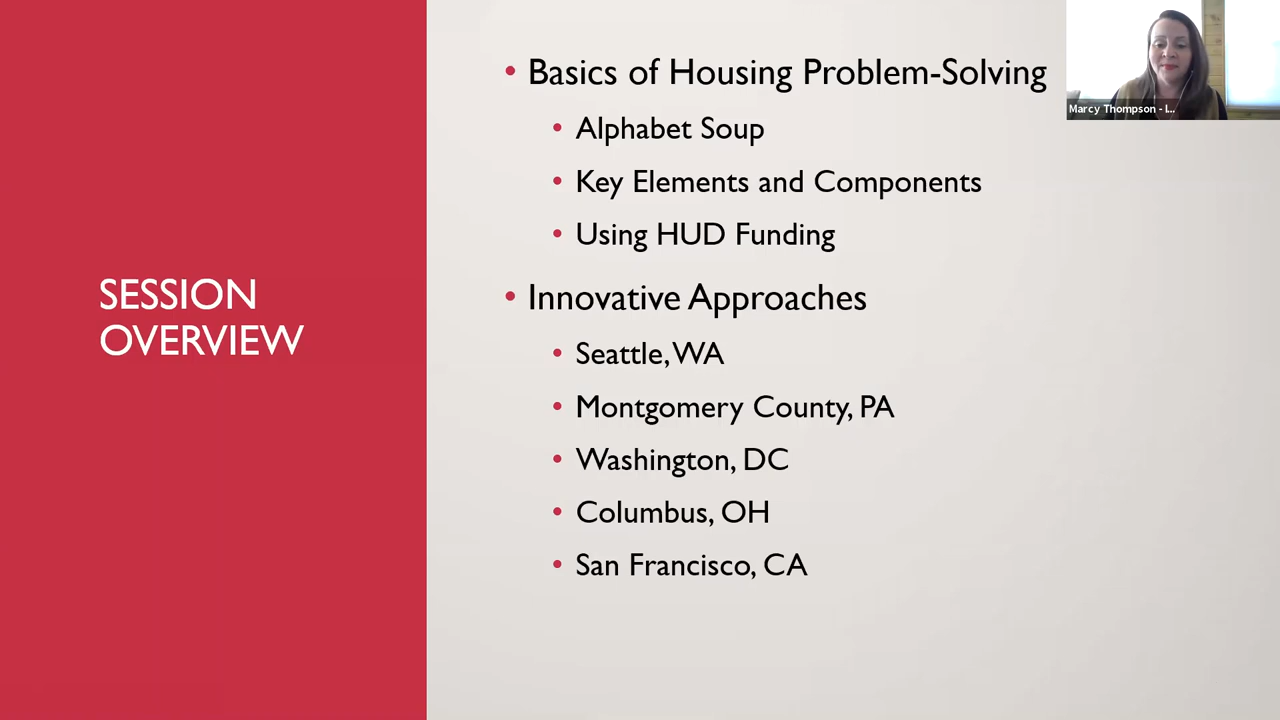 SESSION
OVERVIEW
• Basics of Housing Problem-Solving
• Alphabet Soup
• Key Elements and Components
• Using HUD Funding
• Innovative Approaches
• Seattle, WA
• Montgomery County, PA
• Washington, DC
• Columbus, OH
• San Francisco, CA
Marcy Thompson - I...